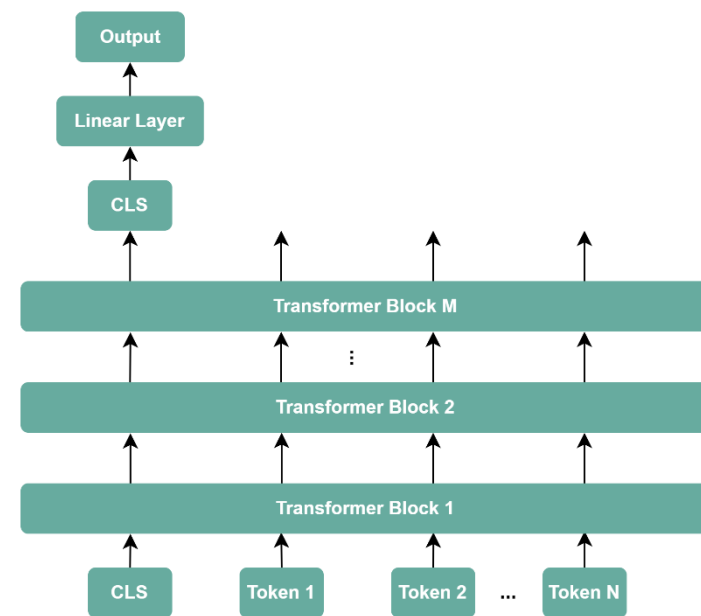 Output
Linear Layer
CLS
Transformer Block M
...
Transformer Block 2
Transformer Block 1
CLS Token 1 Token 2 ... Token N